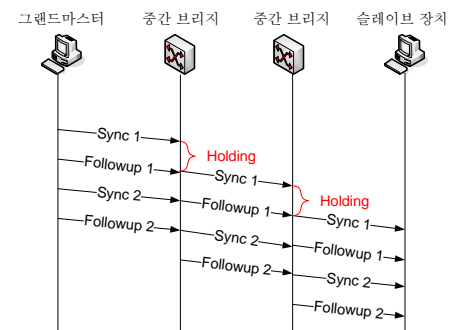 그랜드마스터
중간 브리지
중간 브리지
슬레이브 장치
Sync 1
Followup 1
Holding
Sync 1
Sync 2
Followup 1
Holding
Followup 2
Sync 2
Sync 1
Followup 2
Followup 1
Sync 2
Followup 2